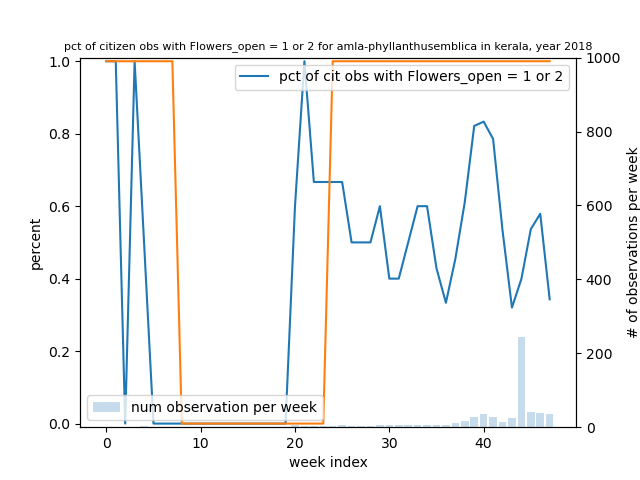 pct of citizen obs with Flowers_open = 1 or 2 for amla-phyllanthusemblica in kerala, year 2018
pct of cit obs with Flowers_open = 1 or 2
1.0
0.8
0.6
0.4
0.2
0.0
percent
1000
800
600
400
200
0
# of observations per week
num observation per week
0
10
20
30
40
week index